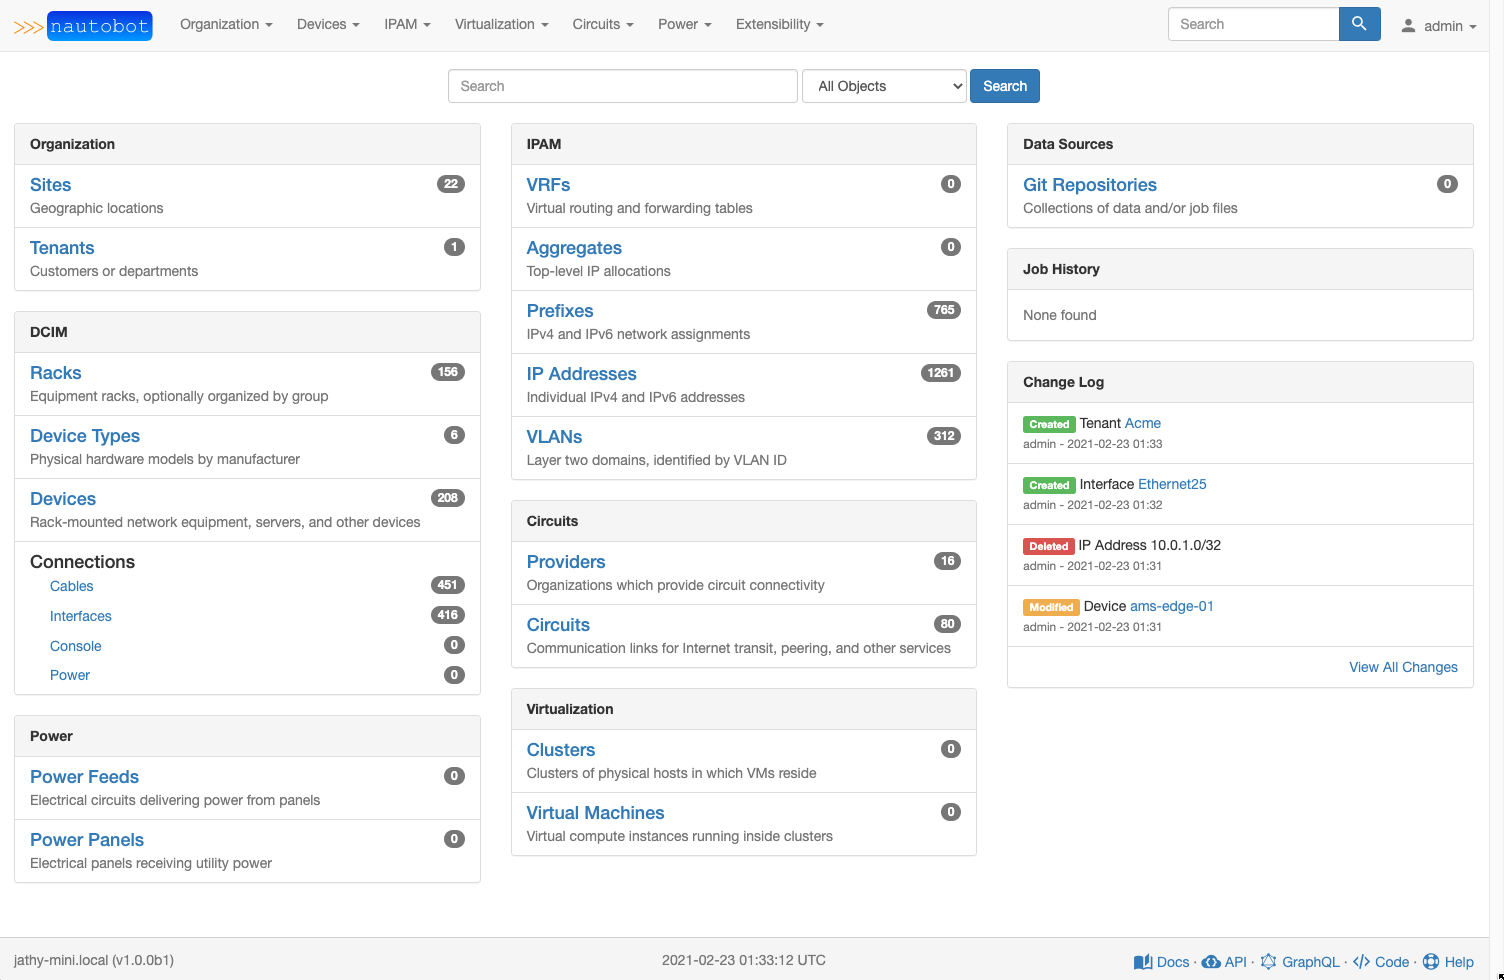 >>> nautobot Organization Devices IPAM Virtualization Circuits Power Extensibility Search admin
Search All Objects Search
Organization
Sites 22
Geographic locations
Tenants 1
Customers or departments
DCIM
Racks 156
Equipment racks, optionally organized by group
Device Types 6
Physical hardware models by manufacturer
Devices 208
Rack-mounted network equipment, servers, and other devices
Connections
Cables 451
Interfaces 416
Console 0
Power 0
Power
Power Feeds 0
Electrical circuits delivering power from panels
Power Panels 0
Electrical panels receiving utility power
IPAM
VRFs 0
Virtual routing and forwarding tables
Aggregates 0
Top-level IP allocations
Prefixes 765
IPv4 and IPv6 network assignments
IP Addresses 1261
Individual IPv4 and IPv6 addresses
VLANs 312
Layer two domains, identified by VLAN ID
Circuits
Providers 16
Organizations which provide circuit connectivity
Circuits 80
Communication links for Internet transit, peering, and other services
Virtualization
Clusters 0
Clusters of physical hosts in which VMs reside
Virtual Machines 0
Virtual compute instances running inside clusters
Data Sources
Git Repositories 0
Collections of data and/or job files
Job History
None found
Change Log
Created Tenant Acme
admin - 2021-02-23 01:33
Created Interface Ethernet25
admin - 2021-02-23 01:32
Deleted IP Address 10.0.1.0/32
admin - 2021-02-23 01:31
Modified Device ams-edge-01
admin - 2021-02-23 01:31
View All Changes
jathy-mini.local (v1.0.0b1) 2021-02-23 01:33:12 UTC Docs · API · GraphQL · Code · Help